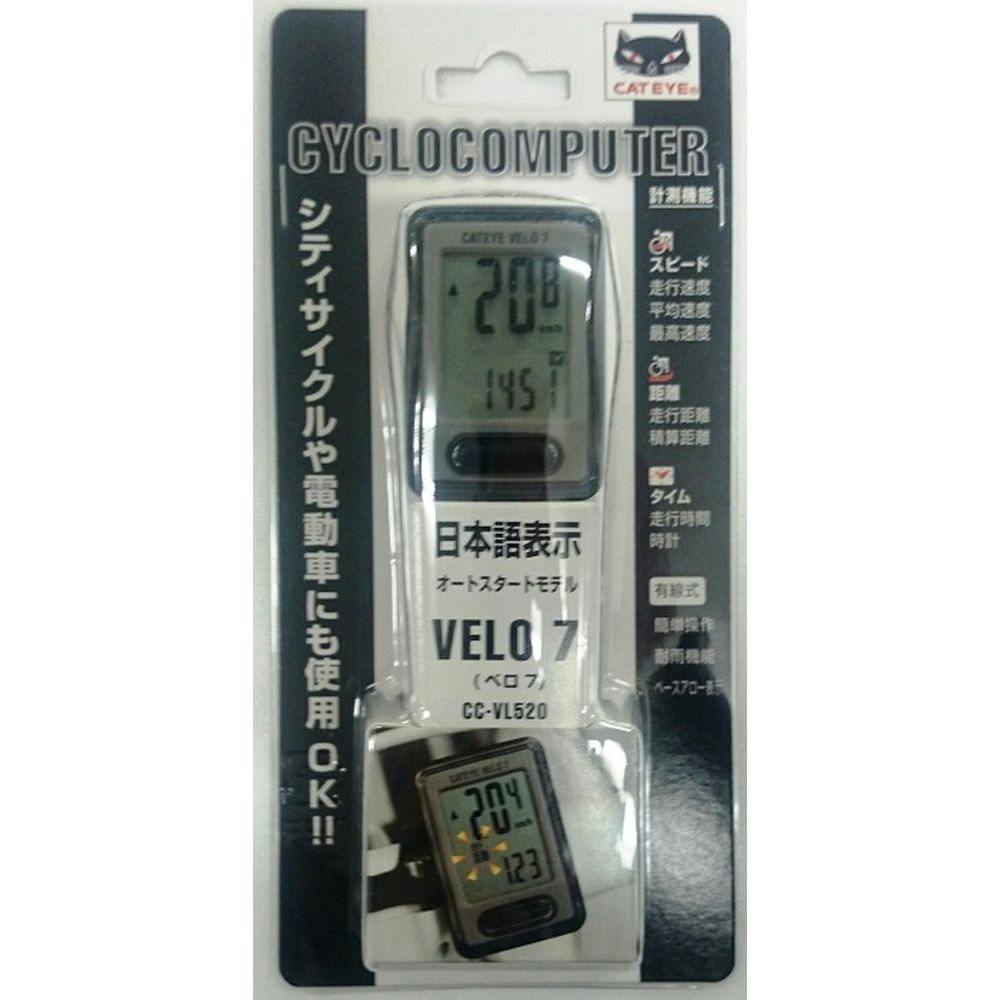 CAT EYE®
CYCLOCOMPUTER
シティサイクルや電動車にも使用OK!!
CATEYE VELO 7
20.8
km/h
1451
日本語表示
オートスタートモデル
VELO 7
(ベロ 7)
CC-VL520
CATEYE VELO 7
20.4
km/h
1.23
計測機能
スピード
走行速度
平均速度
最高速度
距離
走行距離
積算距離
タイム
走行時間
時計
有線式
簡単操作
耐雨機能
ペースアロー表示